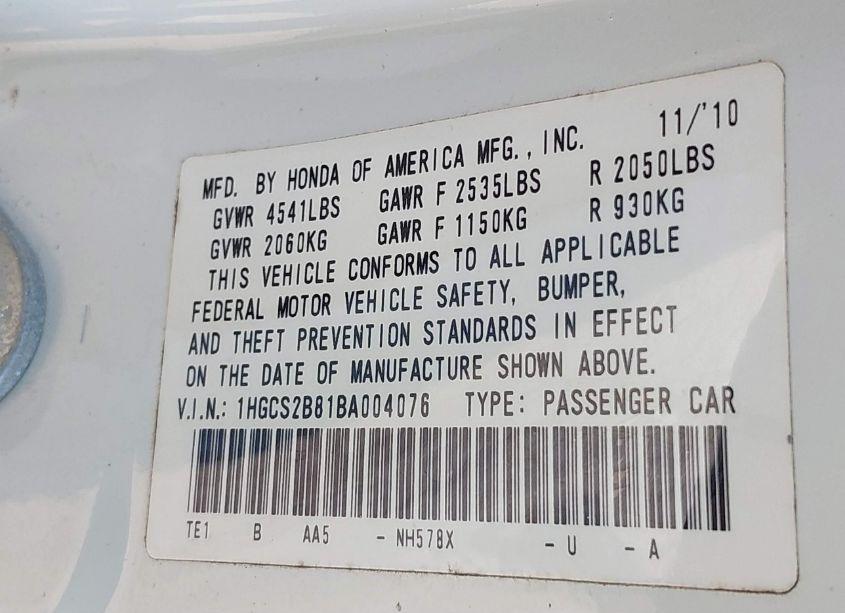 11/'10
MFD. BY HONDA OF AMERICA MFG., INC.
GVWR 4541LBS GAWR F 2535LBS R 2050LBS
GVWR 2060KG GAWR F 1150KG R 930KG
THIS VEHICLE CONFORMS TO ALL APPLICABLE
FEDERAL MOTOR VEHICLE SAFETY, BUMPER,
AND THEFT PREVENTION STANDARDS IN EFFECT
ON THE DATE OF MANUFACTURE SHOWN ABOVE.
V.I.N.: 1HGCS2B81BA004076 TYPE: PASSENGER CAR
TE1 B AA5 - NH578X - U - A